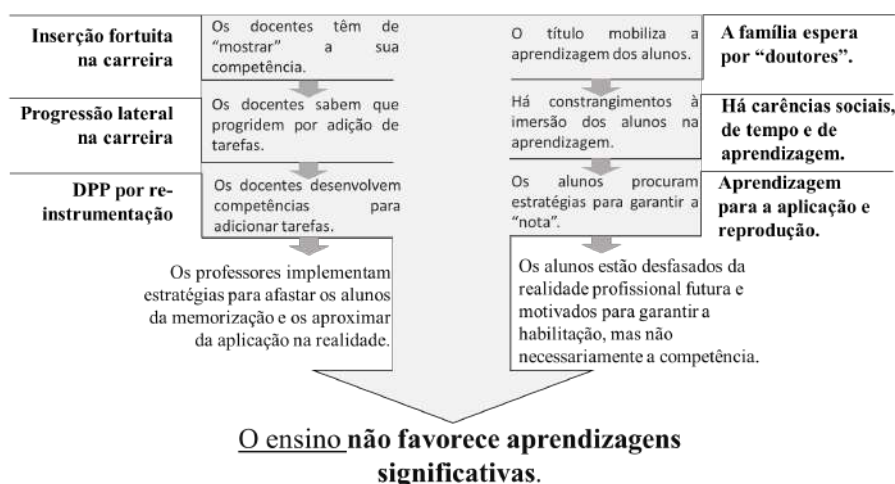 Inserção fortuita
na carreira
Os docentes têm de
“mostrar” a sua
competência.
O título mobiliza a
aprendizagem dos alunos.
A família espera
por “doutores”.
Progressão lateral
na carreira
Os docentes sabem que
progridem por adição de
tarefas.
Há constrangimentos à
imersão dos alunos na
aprendizagem.
Há carências sociais,
de tempo e de
aprendizagem.
DPP por re-
instrumentação
Os docentes desenvolvem
competências para
adicionar tarefas.
Os alunos procuram
estratégias para garantir a
“nota”.
Aprendizagem
para a aplicação e
reprodução.
Os professores implementam
estratégias para afastar os alunos
da memorização e os aproximar
da aplicação na realidade.
Os alunos estão desfasados da
realidade profissional futura e
motivados para garantir a
habilitação, mas não
necessariamente a competência.
O ensino não favorece aprendizagens
significativas.